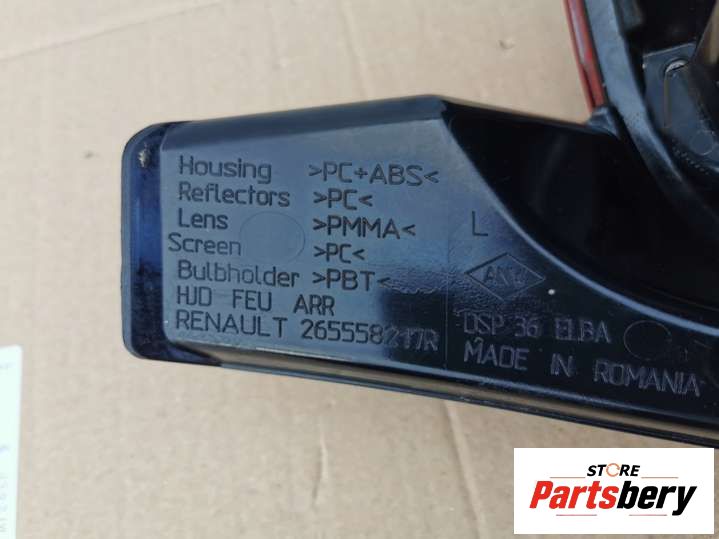 Housing >PC+ABS<
Reflectors >PC<
Lens >PMMA< L
Screen >PC<
Bulbholder >PBT<
HJD FEU ARR
RENAULT 265558217R
DSP 36 ELBA
MADE IN ROMANIA
STORE
Partsbery